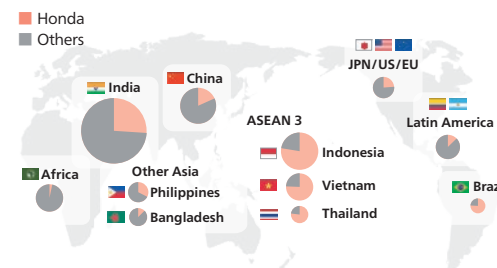 Honda
Others
India
China
JPN/US/EU
ASEAN 3
Latin America
Indonesia
Africa
Other Asia
Philippines
Vietnam
Bangladesh
Thailand